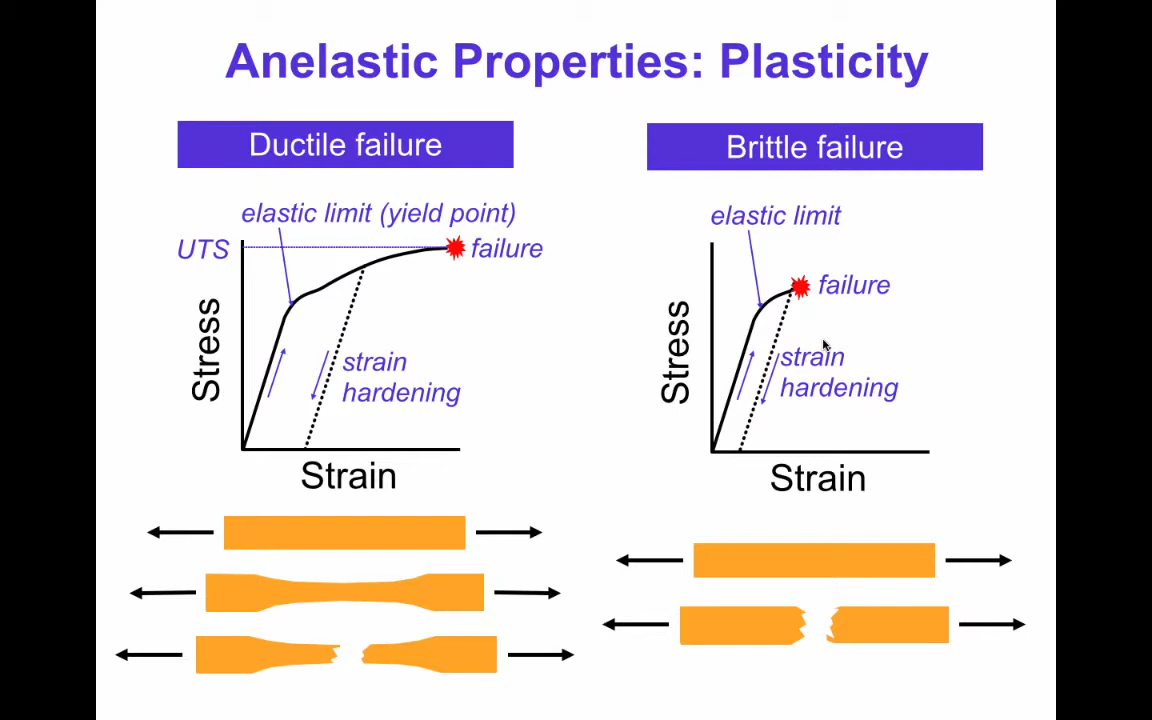 Anelastic Properties: Plasticity
Ductile failure
elastic limit (yield point)
UTS
failure
Stress
strain
hardening
Strain
Brittle failure
elastic limit
failure
Stress
strain
hardening
Strain